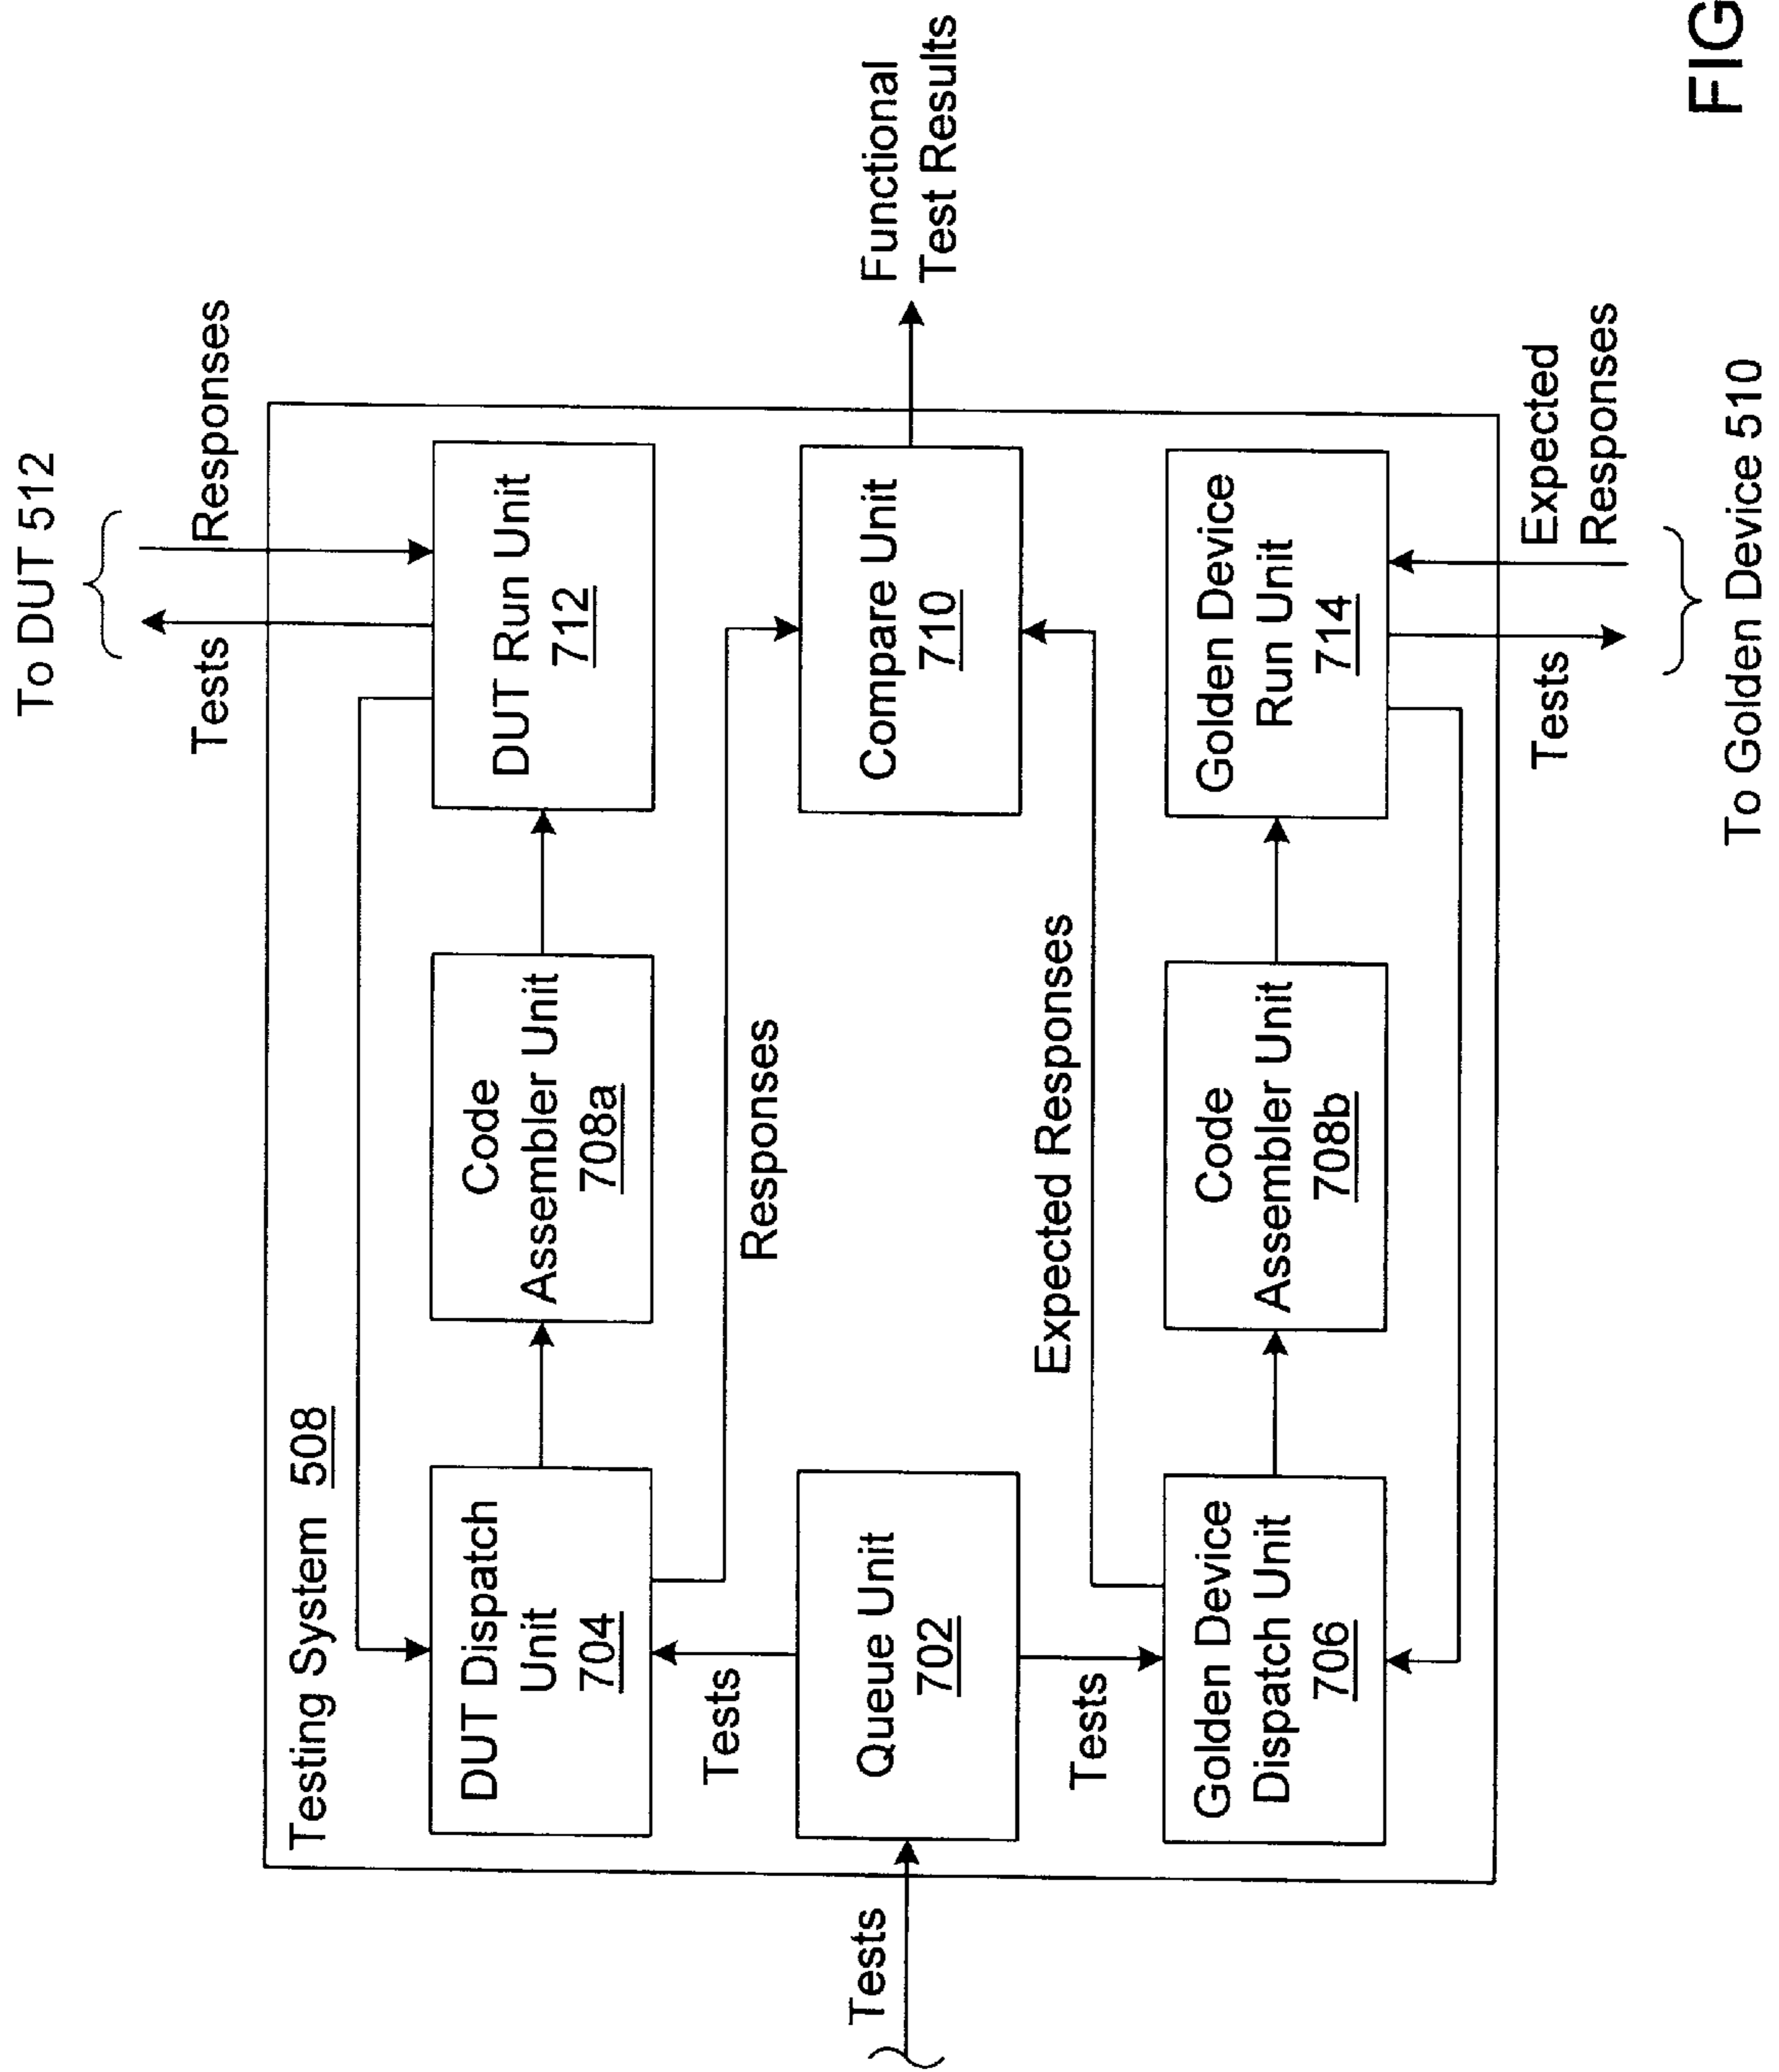 To DUT 512
Tests
Responses
Testing System 508
DUT Dispatch
Unit
704
Code
Assembler Unit
708a
DUT Run Unit
712
Tests
Responses
Tests
Queue Unit
702
Compare Unit
710
Functional
Test Results
Tests
Expected Responses
Golden Device
Dispatch Unit
706
Code
Assembler Unit
708b
Golden Device
Run Unit
714
Tests
Expected
Responses
To Golden Device 510
FIG